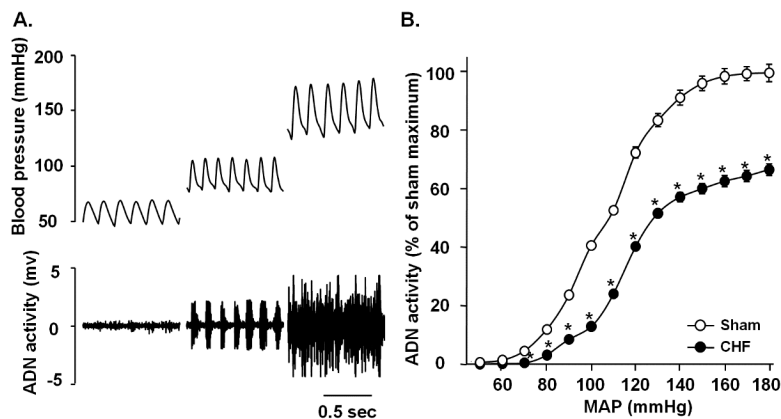 A.
Blood pressure (mmHg)
200
150
100
50
ADN activity (mv)
5
0
−5
0.5 sec
B.
ADN activity (% of sham maximum)
100
80
60
40
20
0
* * * * * * * * * * * *
Sham
CHF
60 80 100 120 140 160 180
MAP (mmHg)